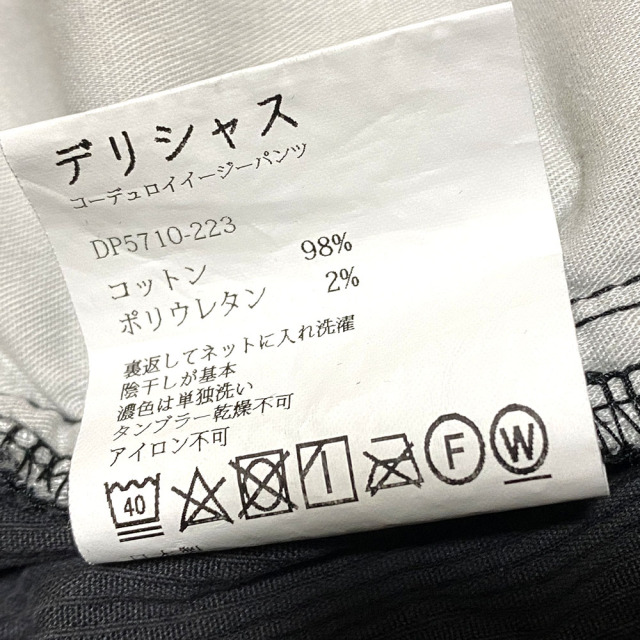 デリシャス
コーデュロイイージーパンツ
DP5710-223
コットン 98%
ポリウレタン 2%
裏返してネットに入れ洗濯
陰干しが基本
濃色は単独洗い
タンブラー乾燥不可
アイロン不可
40 F W